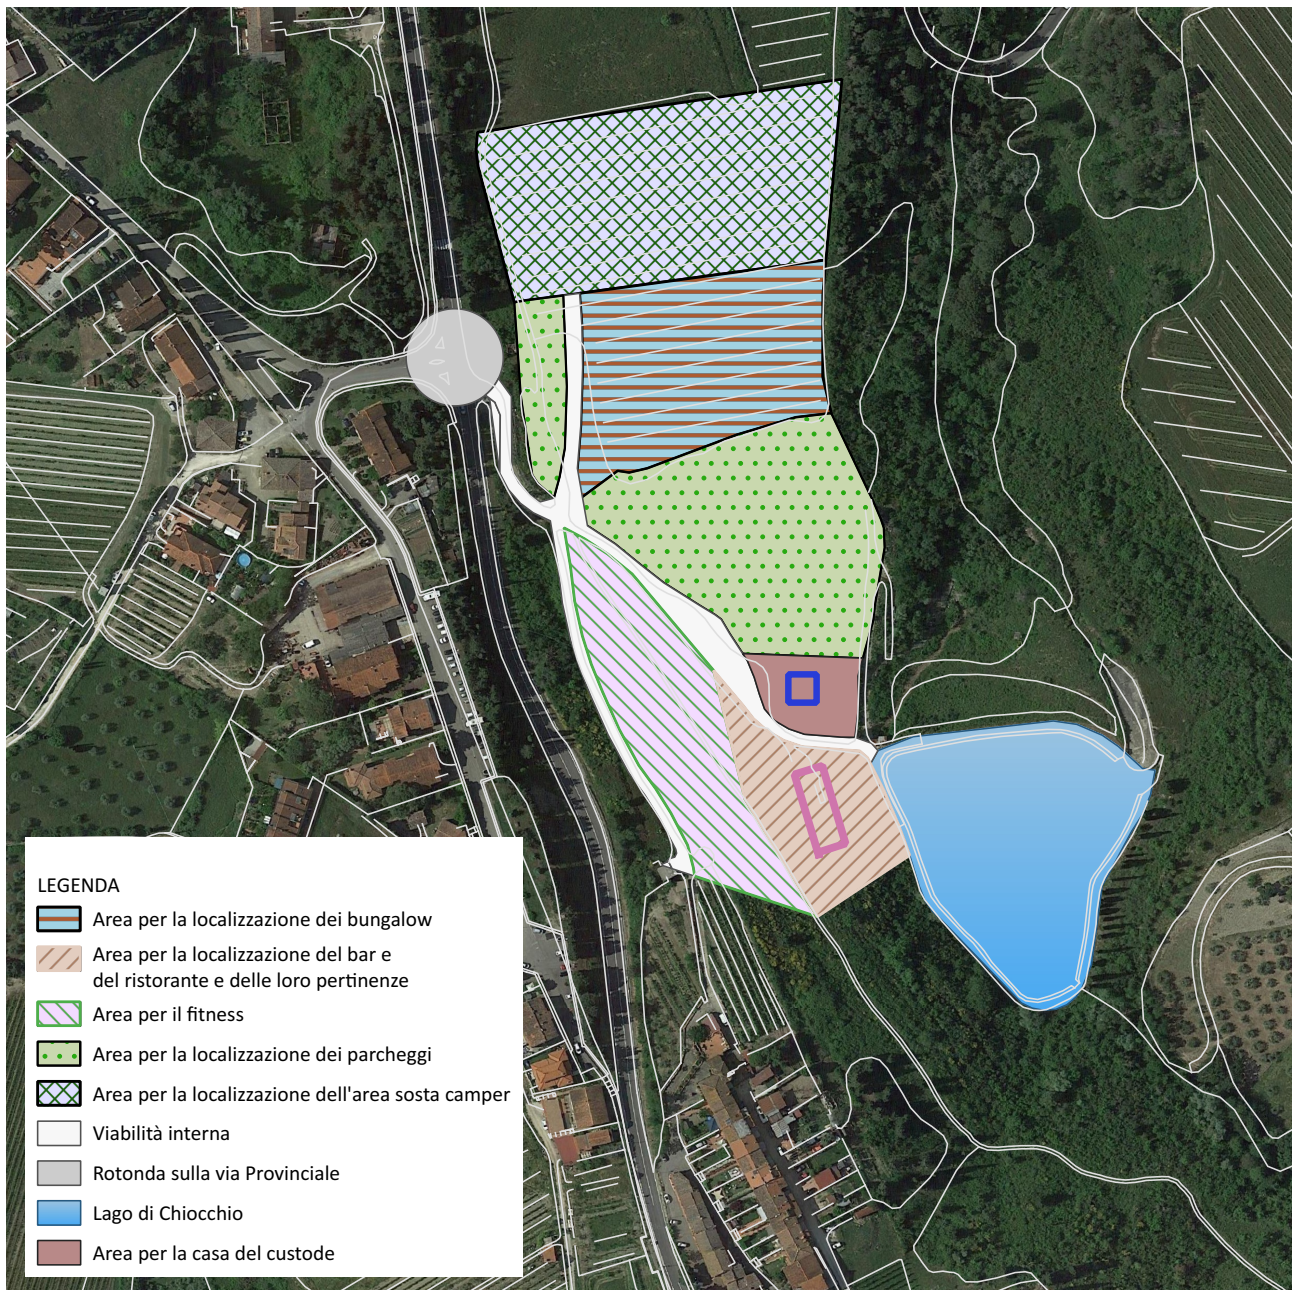 LEGENDA
Area per la localizzazione dei bungalow
Area per la localizzazione del bar e
del ristorante e delle loro pertinenze
Area per il fitness
Area per la localizzazione dei parcheggi
Area per la localizzazione dell'area sosta camper
Viabilità interna
Rotonda sulla via Provinciale
Lago di Chiocchio
Area per la casa del custode